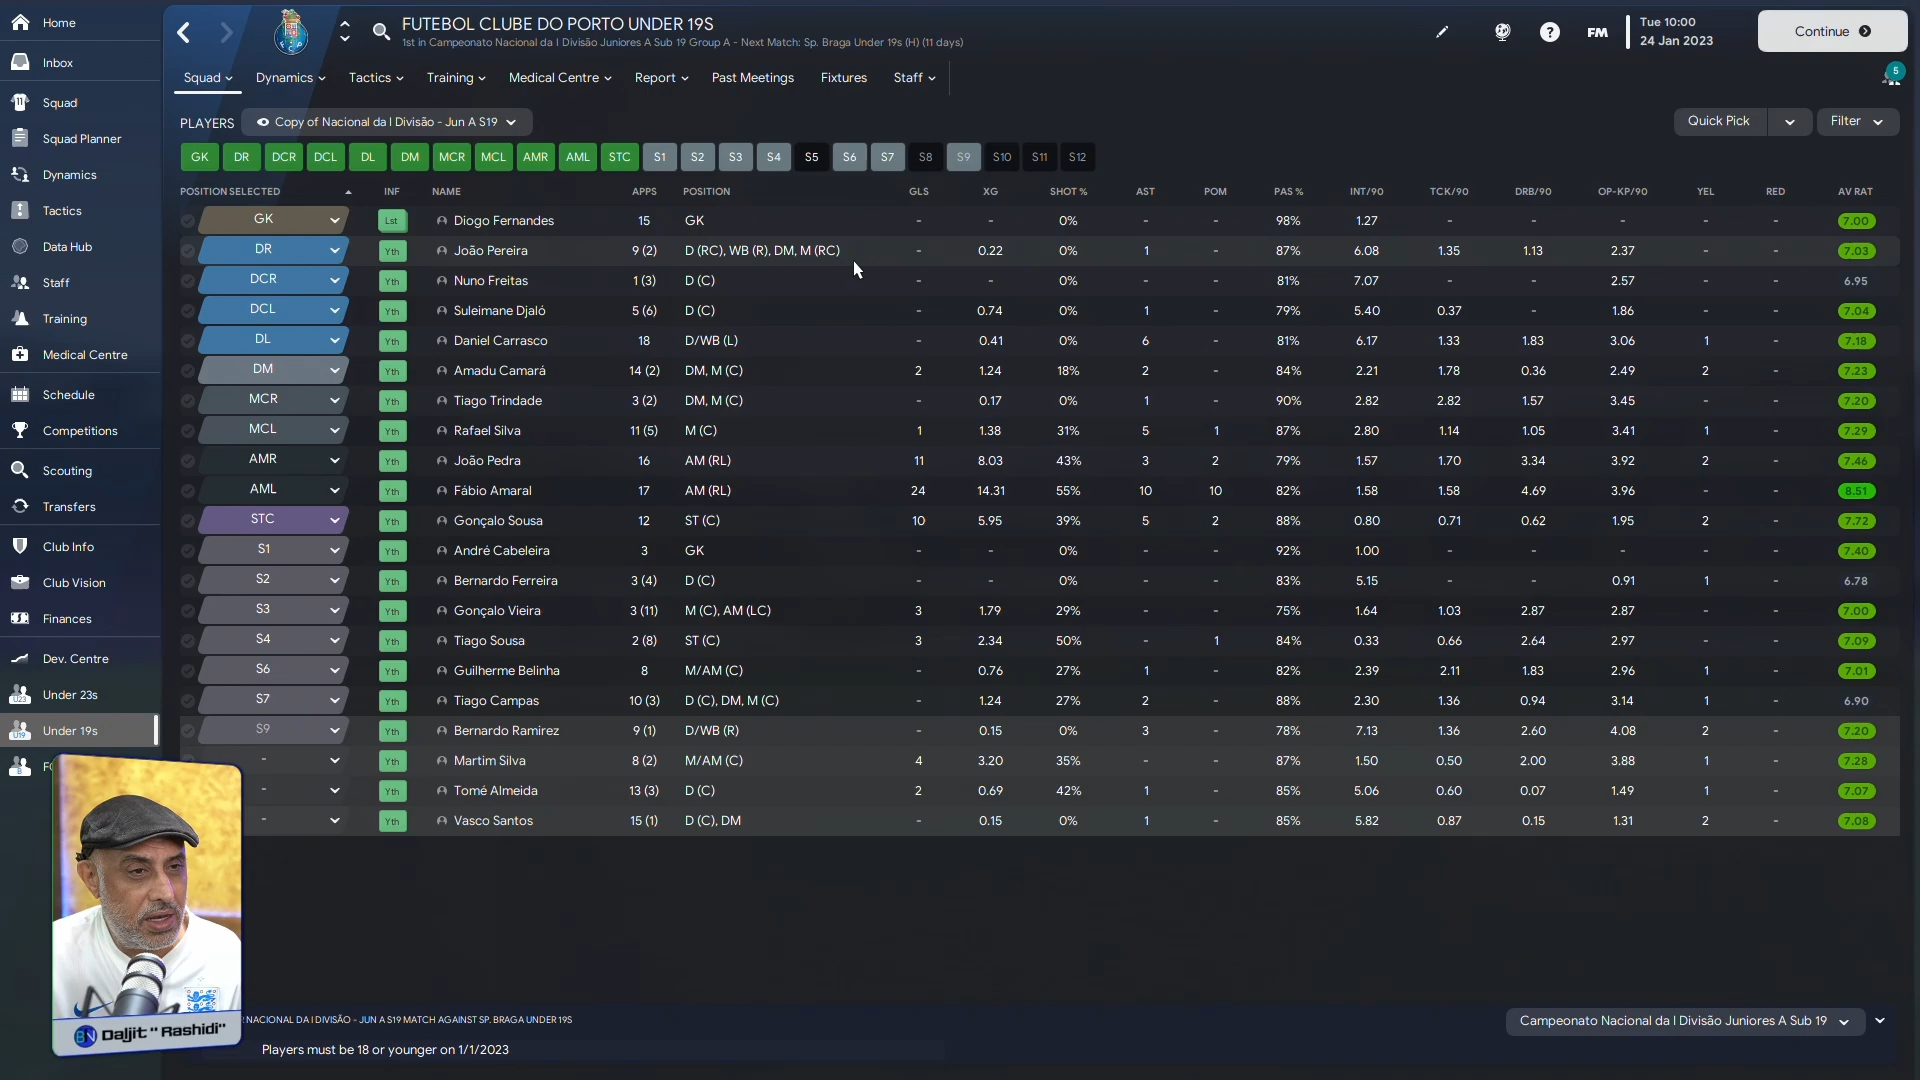 Home
Inbox
Squad
Squad Planner
Dynamics
Tactics
Data Hub
Staff
Training
Medical Centre
Schedule
Competitions
Scouting
Transfers
Club Info
Club Vision
Finances
Dev. Centre
Under 23s
Under 19s
FUTEBOL CLUBE DO PORTO UNDER 19S
1st in Campeonato Nacional da I Divisão Juniores A Sub 19 Group A - Next Match: Sp. Braga Under 19s (H) (11 days)
FM Tue 10:00 24 Jan 2023 Continue
Squad Dynamics Tactics Training Medical Centre Report Past Meetings Fixtures Staff 5
PLAYERS Copy of Nacional da I Divisão - Jun A S19 Quick Pick Filter
GK DR DCR DCL DL DM MCR MCL AMR AML STC S1 S2 S3 S4 S5 S6 S7 S8 S9 S10 S11 S12
POSITION SELECTED INF NAME APPS POSITION GLS XG SHOT % AST POM PAS % INT/90 TCK/90 DRB/90 OP-KP/90 YEL RED AV RAT
GK Lst Diogo Fernandes 15 GK - - 0% - - 98% 1.27 - - - - - 7.00
DR Yth João Pereira 9 (2) D (RC), WB (R), DM, M (RC) - 0.22 0% 1 - 87% 6.08 1.35 1.13 2.37 - - 7.03
DCR Yth Nuno Freitas 1 (3) D (C) - - 0% - - 81% 7.07 - - 2.57 - - 6.95
DCL Yth Suleimane Djaló 5 (6) D (C) - 0.74 0% 1 - 79% 5.40 0.37 - 1.86 - - 7.04
DL Yth Daniel Carrasco 18 D/WB (L) - 0.41 0% 6 - 81% 6.17 1.33 1.83 3.06 1 - 7.18
DM Yth Amadu Camará 14 (2) DM, M (C) 2 1.24 18% 2 - 84% 2.21 1.78 0.36 2.49 2 - 7.23
MCR Yth Tiago Trindade 3 (2) DM, M (C) - 0.17 0% 1 - 90% 2.82 2.82 1.57 3.45 - - 7.20
MCL Yth Rafael Silva 11 (5) M (C) 1 1.38 31% 5 1 87% 2.80 1.14 1.05 3.41 1 - 7.29
AMR Yth João Pedra 16 AM (RL) 11 8.03 43% 3 2 79% 1.57 1.70 3.34 3.92 2 - 7.46
AML Yth Fábio Amaral 17 AM (RL) 24 14.31 55% 10 10 82% 1.58 1.58 4.69 3.96 - - 8.51
STC Yth Gonçalo Sousa 12 ST (C) 10 5.95 39% 5 2 88% 0.80 0.71 0.62 1.95 2 - 7.72
S1 Yth André Cabeleira 3 GK - - 0% - - 92% 1.00 - - - - - 7.40
S2 Yth Bernardo Ferreira 3 (4) D (C) - - 0% - - 83% 5.15 - - 0.91 1 - 6.78
S3 Yth Gonçalo Vieira 3 (11) M (C), AM (LC) 3 1.79 29% - - 75% 1.64 1.03 2.87 2.87 - - 7.00
S4 Yth Tiago Sousa 2 (8) ST (C) 3 2.34 50% - 1 84% 0.33 0.66 2.64 2.97 - - 7.09
S6 Yth Guilherme Belinha 8 M/AM (C) - 0.76 27% 1 - 82% 2.39 2.11 1.83 2.96 1 - 7.01
S7 Yth Tiago Campas 10 (3) D (C), DM, M (C) - 1.24 27% 2 - 88% 2.30 1.36 0.94 3.14 1 - 6.90
S9 Yth Bernardo Ramirez 9 (1) D/WB (R) - 0.15 0% 3 - 78% 7.13 1.36 2.60 4.08 2 - 7.20
- Yth Martim Silva 8 (2) M/AM (C) 4 3.20 35% - - 87% 1.50 0.50 2.00 3.88 1 - 7.28
- Yth Tomé Almeida 13 (3) D (C) 2 0.69 42% 1 - 85% 5.06 0.60 0.07 1.49 1 - 7.07
- Yth Vasco Santos 15 (1) D (C), DM - 0.15 0% 1 - 85% 5.82 0.87 0.15 1.31 2 - 7.08
BN Daljit "Rashidi"
NACIONAL DA I DIVISÃO - JUN A S19 MATCH AGAINST SP. BRAGA UNDER 19S
Campeonato Nacional da I Divisão Juniores A Sub 19
Players must be 18 or younger on 1/1/2023